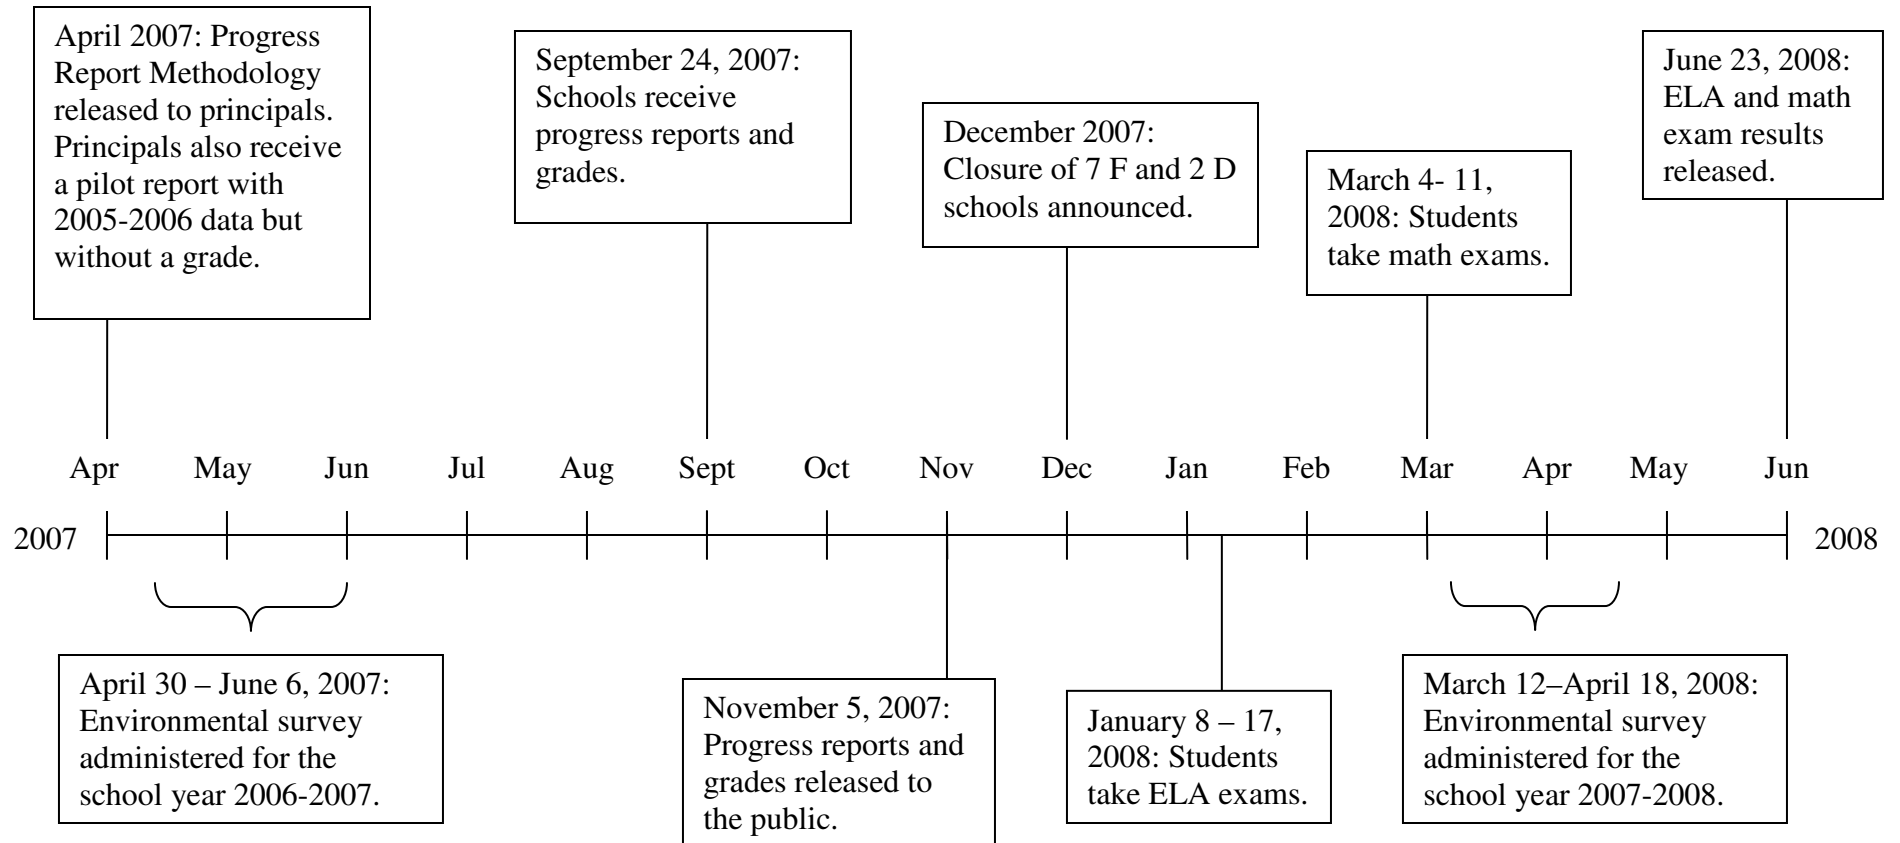 April 2007: Progress
Report Methodology
released to principals.
Principals also receive
a pilot report with
2005-2006 data but
without a grade.
September 24, 2007:
Schools receive
progress reports and
grades.
December 2007:
Closure of 7 F and 2 D
schools announced.
March 4- 11,
2008: Students
take math exams.
June 23, 2008:
ELA and math
exam results
released.
Apr May Jun Jul Aug Sept Oct Nov Dec Jan Feb Mar Apr May Jun
2007 2008
April 30 – June 6, 2007:
Environmental survey
administered for the
school year 2006-2007.
November 5, 2007:
Progress reports and
grades released to
the public.
January 8 – 17,
2008: Students
take ELA exams.
March 12–April 18, 2008:
Environmental survey
administered for the
school year 2007-2008.